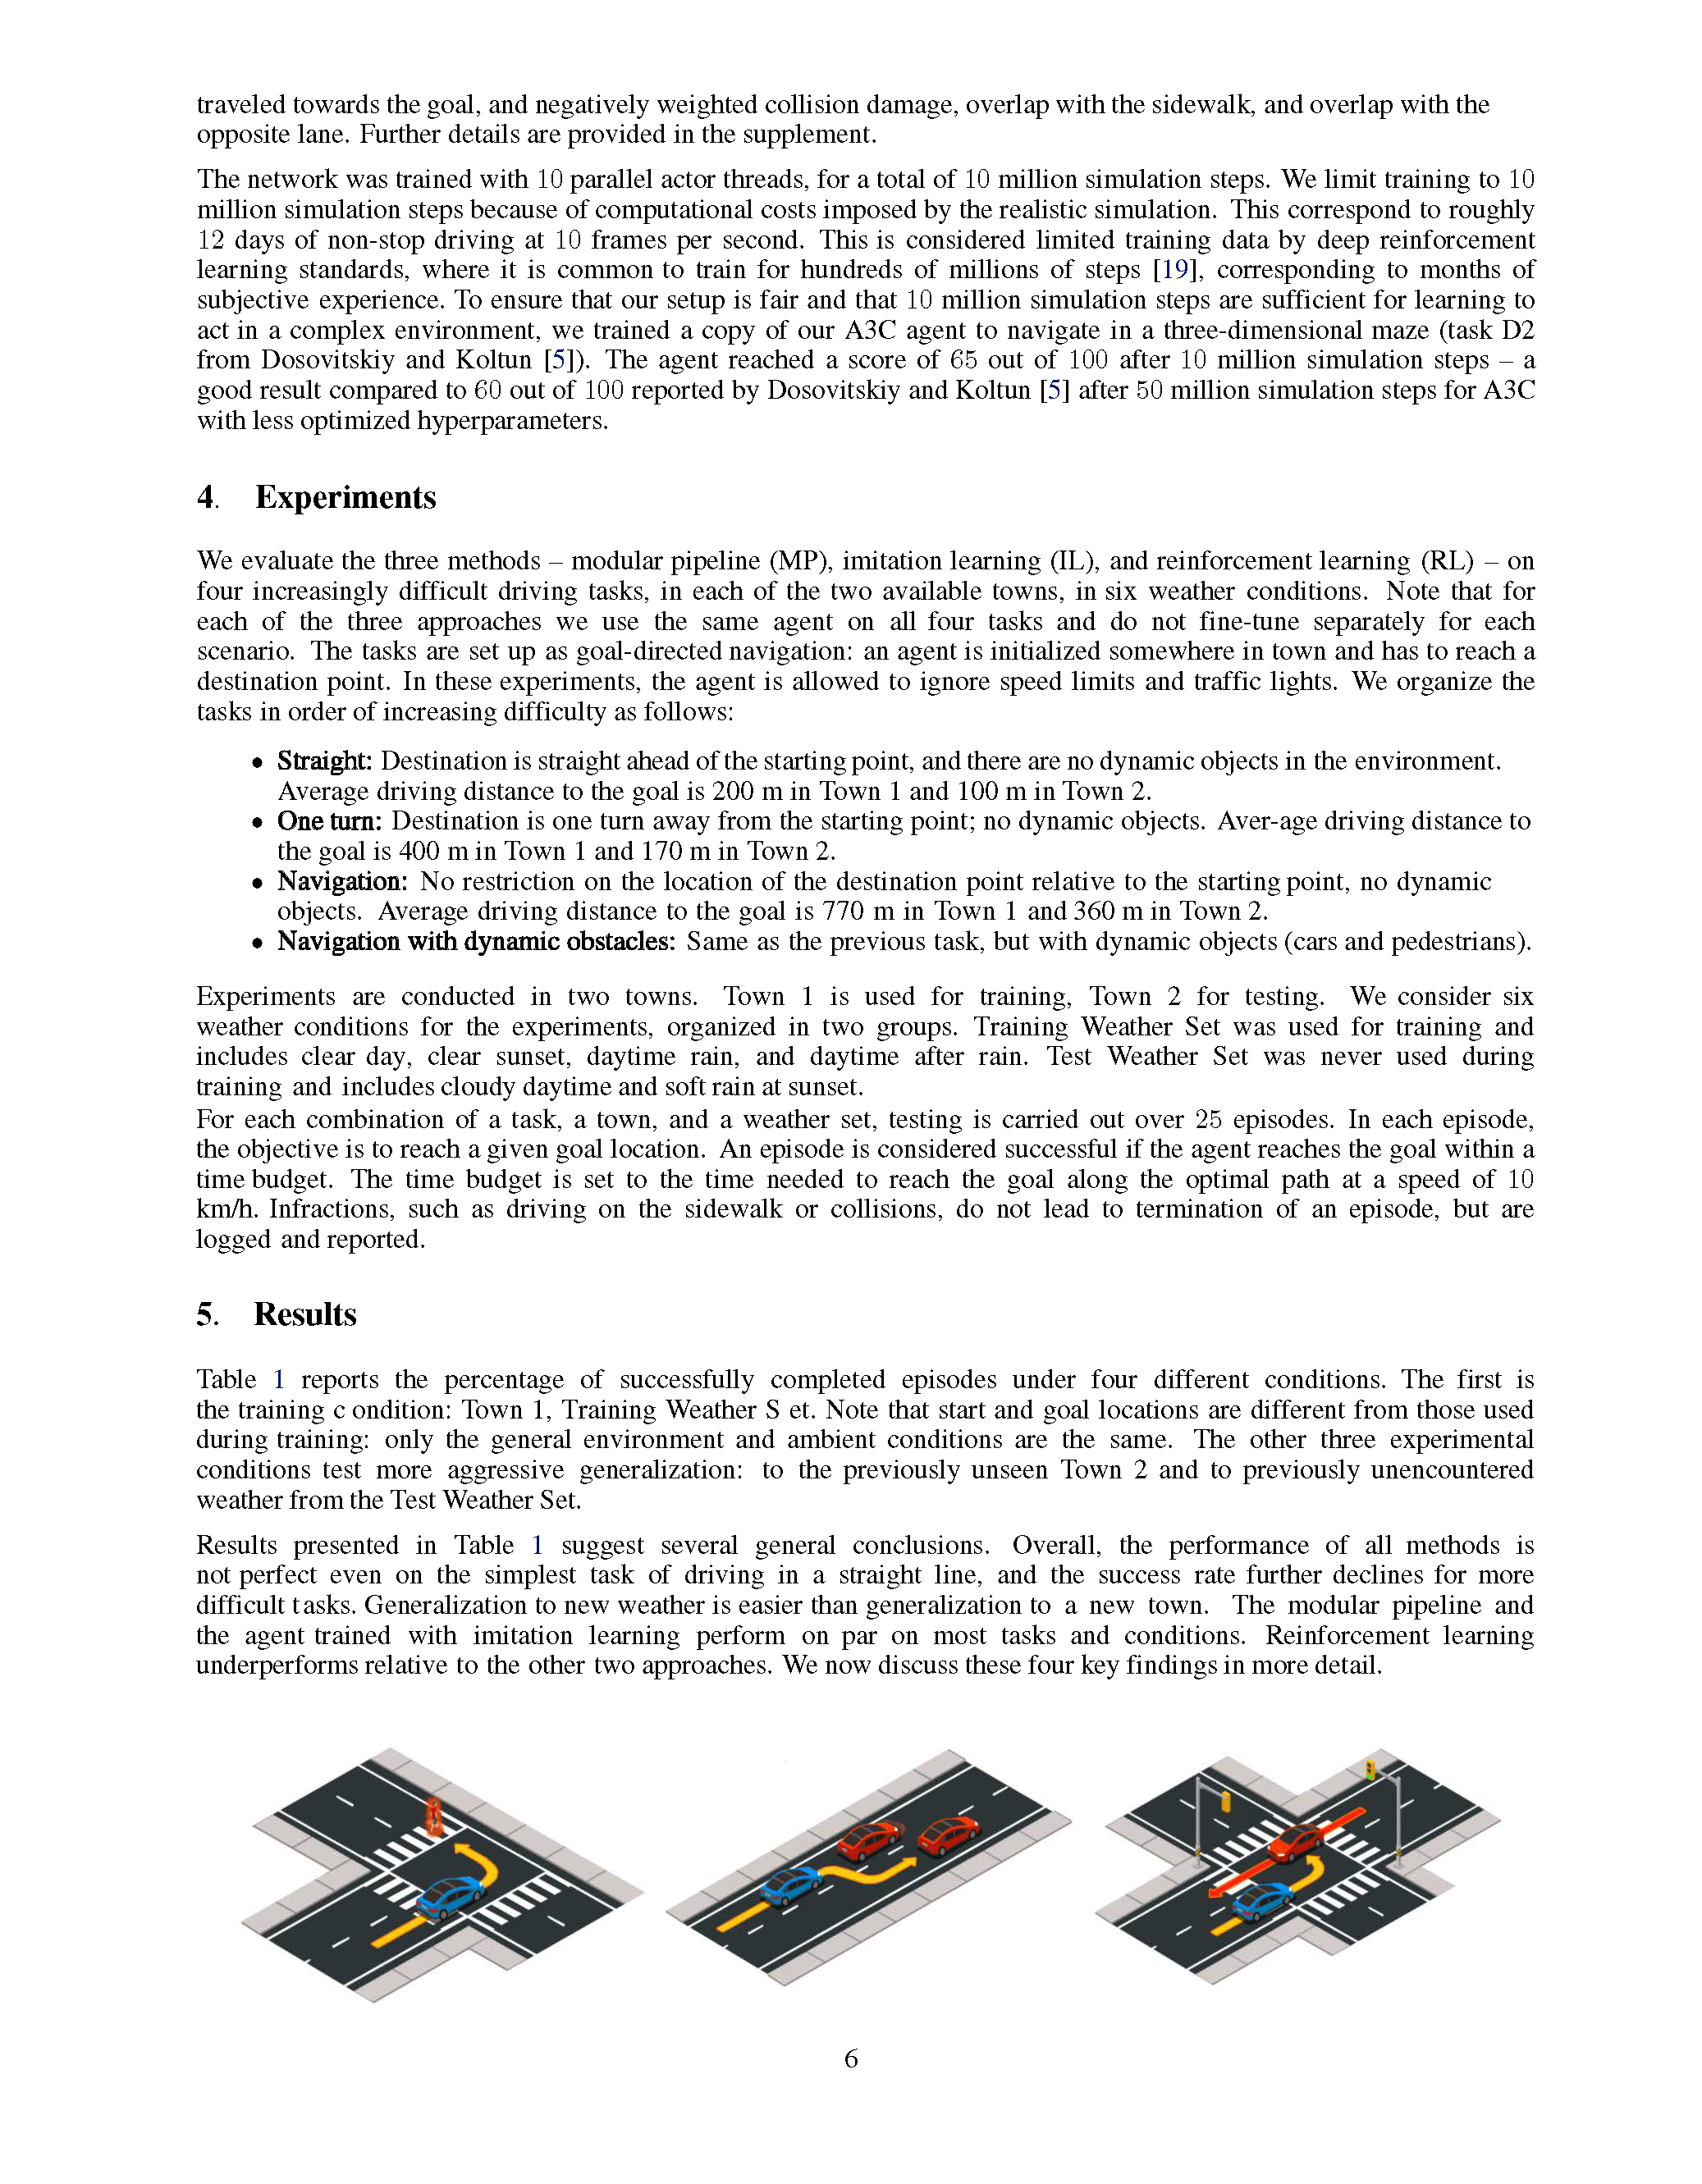 traveled towards the goal, and negatively weighted collision damage, overlap with the sidewalk, and overlap with the
opposite lane. Further details are provided in the supplement.
The network was trained with 10 parallel actor threads, for a total of 10 million simulation steps. We limit training to 10
million simulation steps because of computational costs imposed by the realistic simulation. This correspond to roughly
12 days of non-stop driving at 10 frames per second. This is considered limited training data by deep reinforcement
learning standards, where it is common to train for hundreds of millions of steps [19], corresponding to months of
subjective experience. To ensure that our setup is fair and that 10 million simulation steps are sufficient for learning to
act in a complex environment, we trained a copy of our A3C agent to navigate in a three-dimensional maze (task D2
from Dosovitskiy and Koltun [5]). The agent reached a score of 65 out of 100 after 10 million simulation steps – a
good result compared to 60 out of 100 reported by Dosovitskiy and Koltun [5] after 50 million simulation steps for A3C
with less optimized hyperparameters.
4. Experiments
We evaluate the three methods – modular pipeline (MP), imitation learning (IL), and reinforcement learning (RL) – on
four increasingly difficult driving tasks, in each of the two available towns, in six weather conditions. Note that for
each of the three approaches we use the same agent on all four tasks and do not fine-tune separately for each
scenario. The tasks are set up as goal-directed navigation: an agent is initialized somewhere in town and has to reach a
destination point. In these experiments, the agent is allowed to ignore speed limits and traffic lights. We organize the
tasks in order of increasing difficulty as follows:
• Straight: Destination is straight ahead of the starting point, and there are no dynamic objects in the environment.
Average driving distance to the goal is 200 m in Town 1 and 100 m in Town 2.
• One turn: Destination is one turn away from the starting point; no dynamic objects. Aver-age driving distance to
the goal is 400 m in Town 1 and 170 m in Town 2.
• Navigation: No restriction on the location of the destination point relative to the starting point, no dynamic
objects. Average driving distance to the goal is 770 m in Town 1 and 360 m in Town 2.
• Navigation with dynamic obstacles: Same as the previous task, but with dynamic objects (cars and pedestrians).
Experiments are conducted in two towns. Town 1 is used for training, Town 2 for testing. We consider six
weather conditions for the experiments, organized in two groups. Training Weather Set was used for training and
includes clear day, clear sunset, daytime rain, and daytime after rain. Test Weather Set was never used during
training and includes cloudy daytime and soft rain at sunset.
For each combination of a task, a town, and a weather set, testing is carried out over 25 episodes. In each episode,
the objective is to reach a given goal location. An episode is considered successful if the agent reaches the goal within a
time budget. The time budget is set to the time needed to reach the goal along the optimal path at a speed of 10
km/h. Infractions, such as driving on the sidewalk or collisions, do not lead to termination of an episode, but are
logged and reported.
5. Results
Table 1 reports the percentage of successfully completed episodes under four different conditions. The first is
the training c ondition: Town 1, Training Weather S et. Note that start and goal locations are different from those used
during training: only the general environment and ambient conditions are the same. The other three experimental
conditions test more aggressive generalization: to the previously unseen Town 2 and to previously unencountered
weather from the Test Weather Set.
Results presented in Table 1 suggest several general conclusions. Overall, the performance of all methods is
not perfect even on the simplest task of driving in a straight line, and the success rate further declines for more
difficult t asks. Generalization to new weather is easier than generalization to a new town. The modular pipeline and
the agent trained with imitation learning perform on par on most tasks and conditions. Reinforcement learning
underperforms relative to the other two approaches. We now discuss these four key findings in more detail.
6